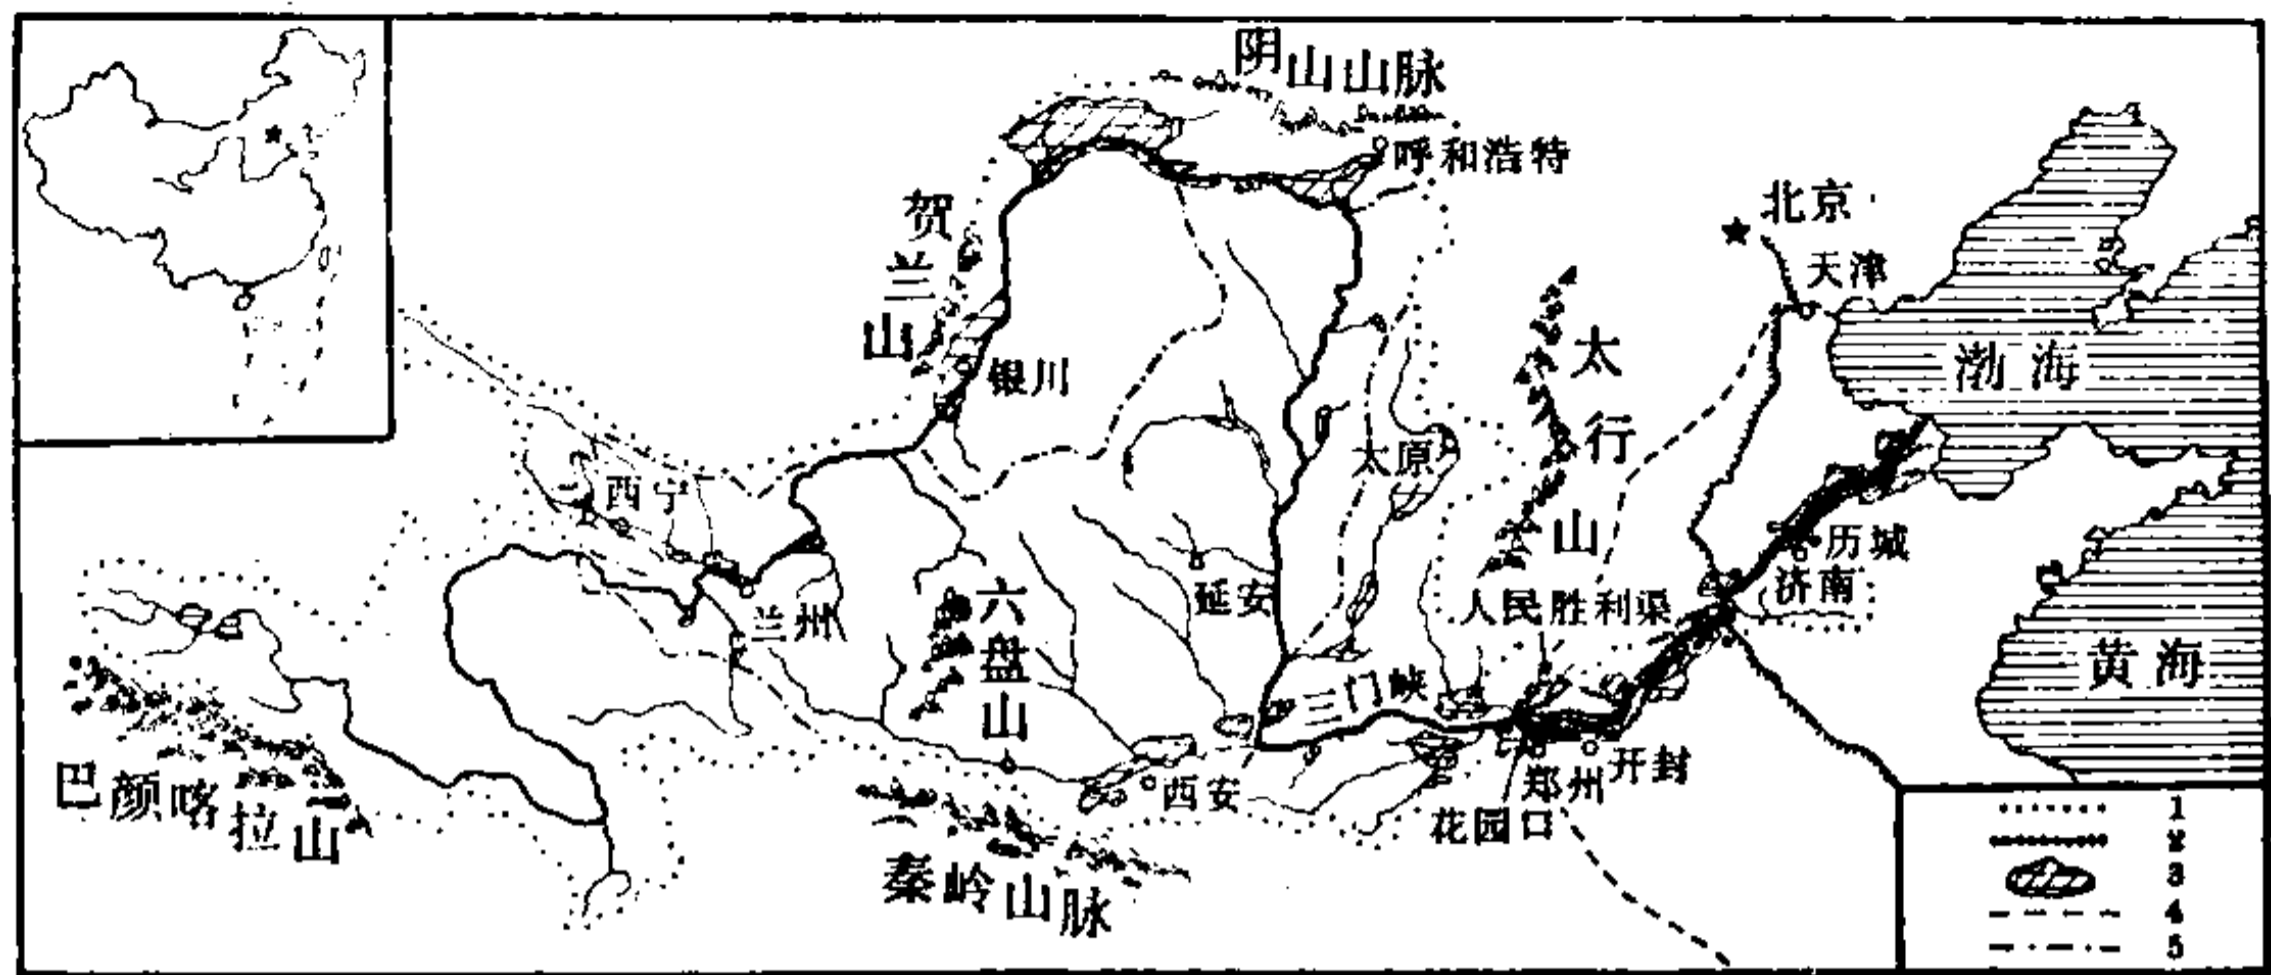 阴山山脉
呼和浩特
贺兰山
北京
天津
银川
太行山
渤海
太原
西宁
历城
济南
延安
六盘山
兰州
人民胜利渠
黄海
三门峡
巴颜喀拉山
西安
郑州
开封
花园口
秦岭山脉
1
2
3
4
5